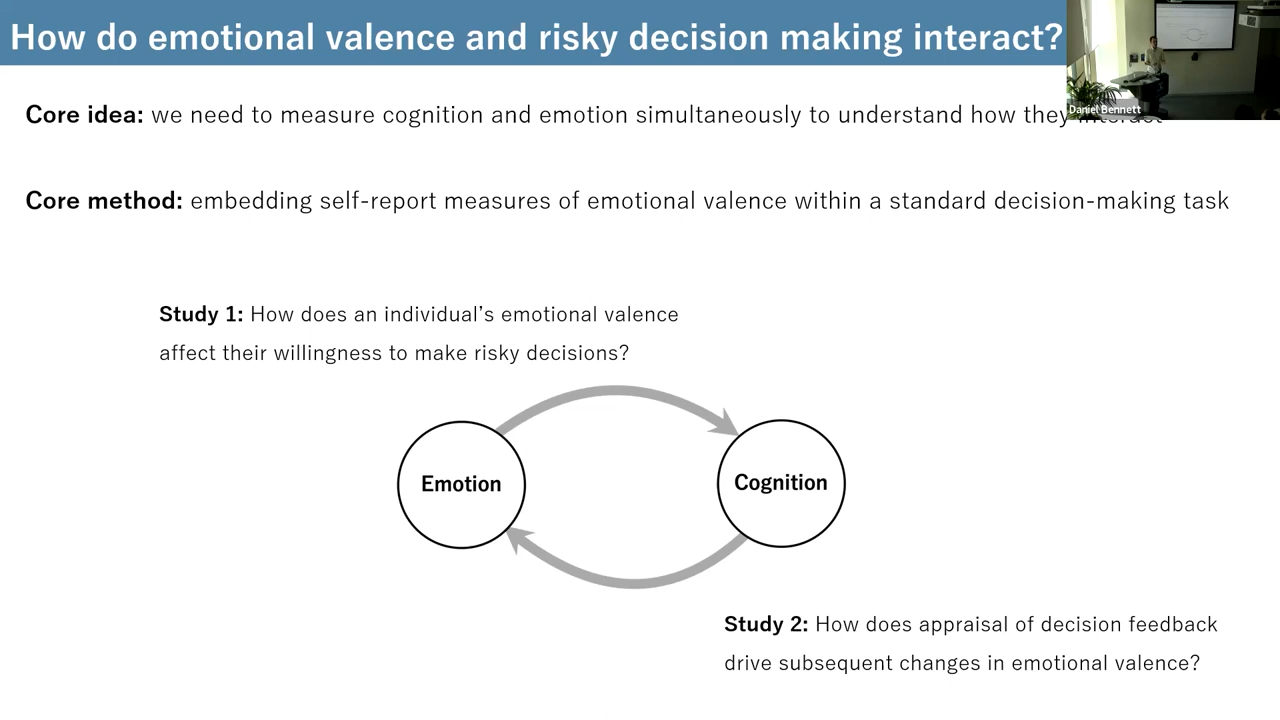 How do emotional valence and risky decision making interact?
Daniel Bennett
Core idea: we need to measure cognition and emotion simultaneously to understand how they interact
Core method: embedding self-report measures of emotional valence within a standard decision-making task
Study 1: How does an individual’s emotional valence
affect their willingness to make risky decisions?
Emotion
Cognition
Study 2: How does appraisal of decision feedback
drive subsequent changes in emotional valence?